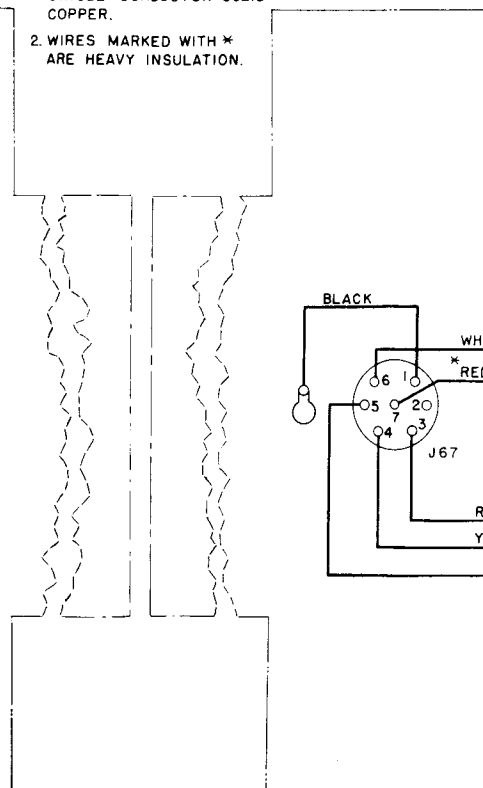 COPPER.
2. WIRES MARKED WITH *
ARE HEAVY INSULATION.
BLACK
WH
*
RED
6 1
5 7 2
4 3
J67
R
Y